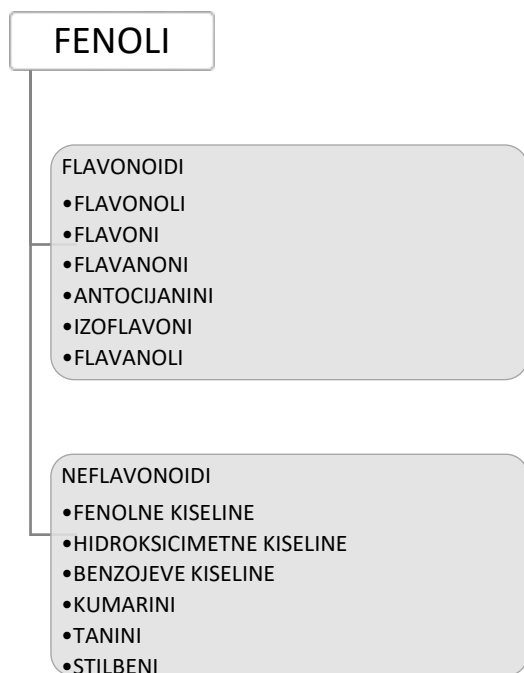 FENOLI
FLAVONOIDI
•FLAVONOLI
•FLAVONI
•FLAVANONI
•ANTOCIJANINI
•IZOFLAVONI
•FLAVANOLI
NEFLAVONOIDI
•FENOLNE KISELINE
•HIDROKSICIMETNE KISELINE
•BENZOJEVE KISELINE
•KUMARINI
•TANINI
•STILBENI